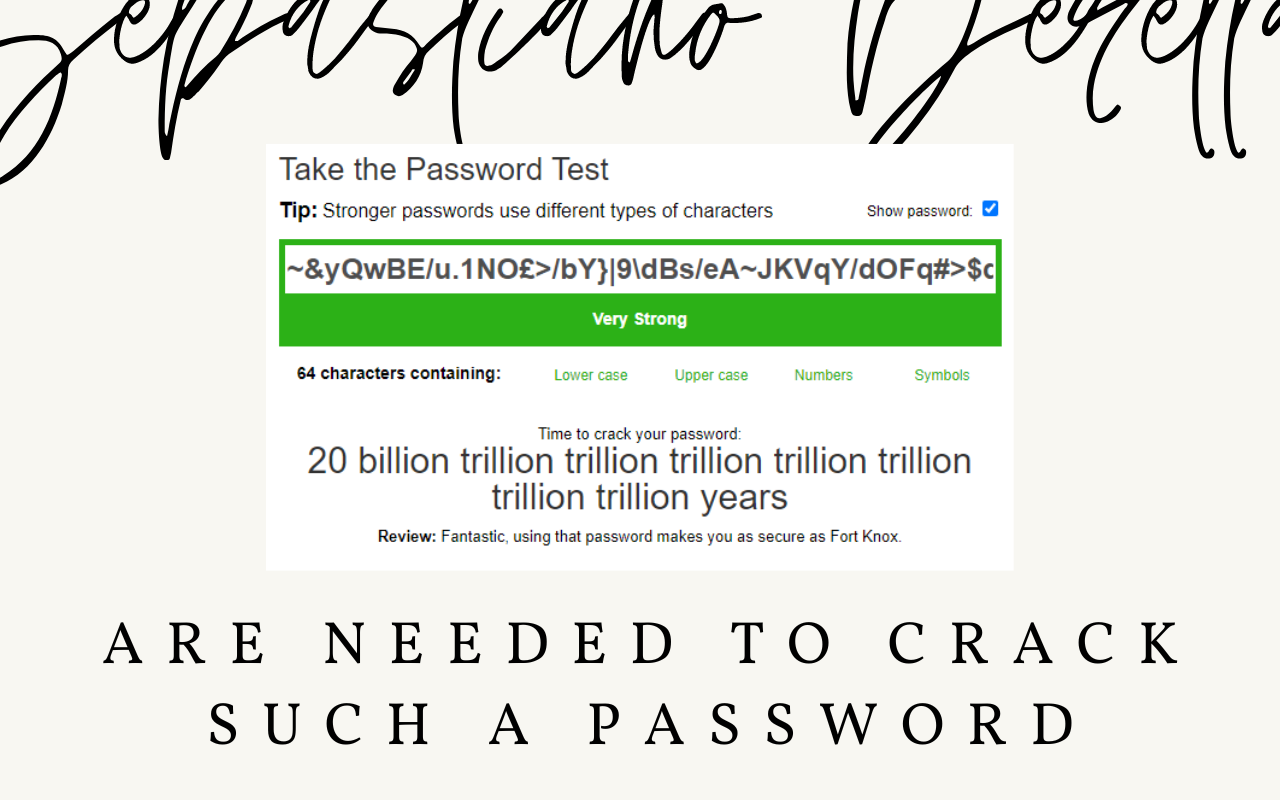 Sebastiano
Take the Password Test
Tip: Stronger passwords use different types of characters
Show password:
~&yQwBE/u.1NO£>/bY}|9\dBs/eA~JKVqY/dOFq#>$
Very Strong
64 characters containing: Lower case Upper case Numbers Symbols
Time to crack your password:
20 billion trillion trillion trillion trillion trillion
trillion trillion years
Review: Fantastic, using that password makes you as secure as Fort Knox.
ARE NEEDED TO CRACK
SUCH A PASSWORD